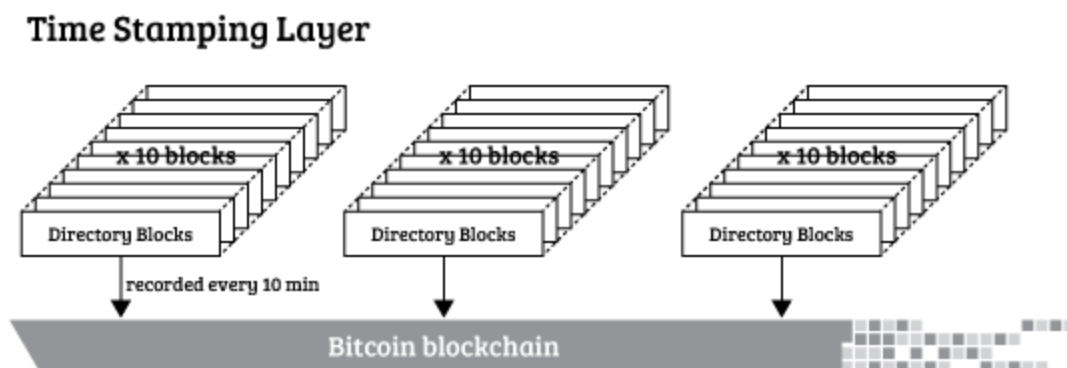 Time Stamping Layer
x 10 blocks
x 10 blocks
x 10 blocks
Directory Blocks
Directory Blocks
Directory Blocks
recorded every 10 min
Bitcoin blockchain